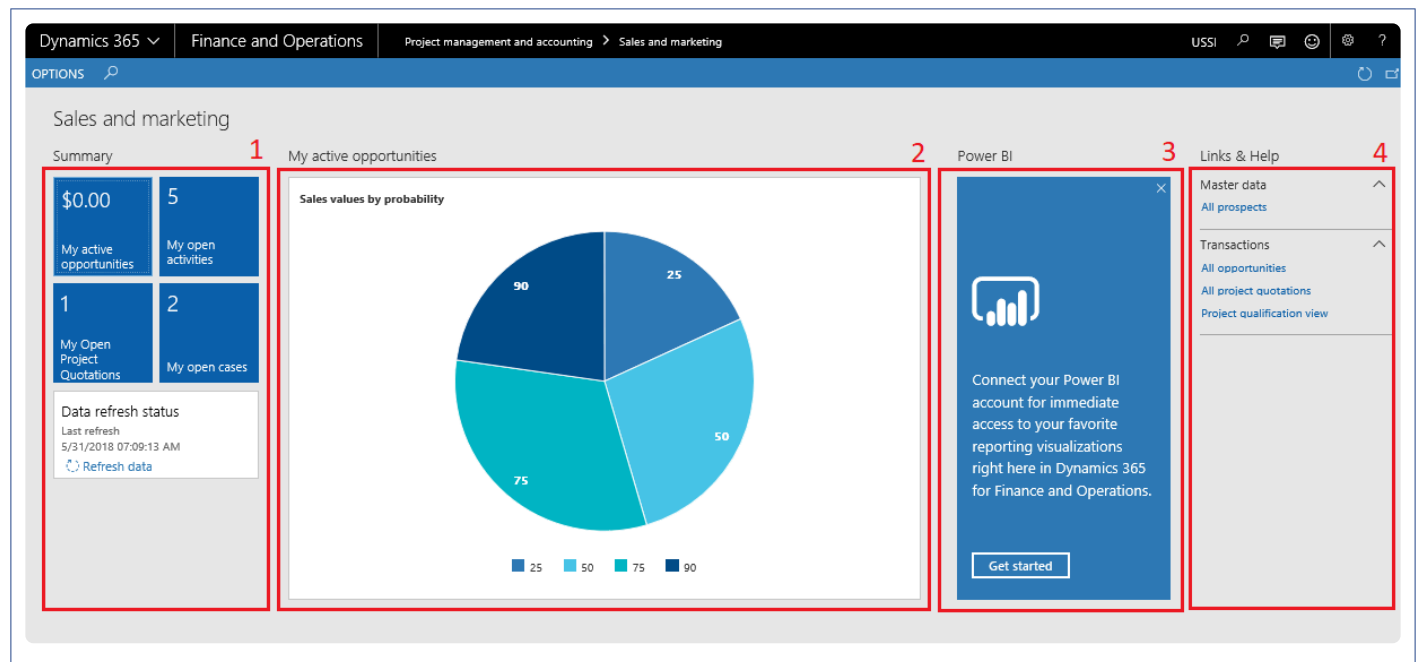 Dynamics 365
Finance and Operations
Project management and accounting > Sales and marketing
USSI
?
OPTIONS
Sales and marketing
Summary
1
$0.00
My active
opportunities
5
My open
activities
1
My Open
Project
Quotations
2
My open cases
Data refresh status
Last refresh
5/31/2018 07:09:13 AM
Refresh data
My active opportunities
2
Sales values by probability
90
25
50
75
25
50
75
90
Power BI
3
Connect your Power BI
account for immediate
access to your favorite
reporting visualizations
right here in Dynamics 365
for Finance and Operations.
Get started
Links & Help
4
Master data
All prospects
Transactions
All opportunities
All project quotations
Project qualification view